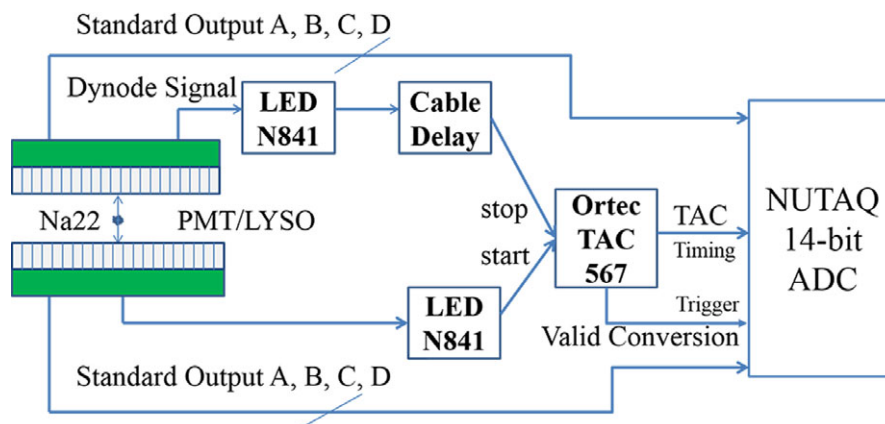 Standard Output A, B, C, D
Dynode Signal
LED
N841
Cable
Delay
Na22
PMT/LYSO
stop
start
Ortec
TAC
567
TAC
Timing
Trigger
Valid Conversion
NUTAQ
14-bit
ADC
LED
N841
Standard Output A, B, C, D